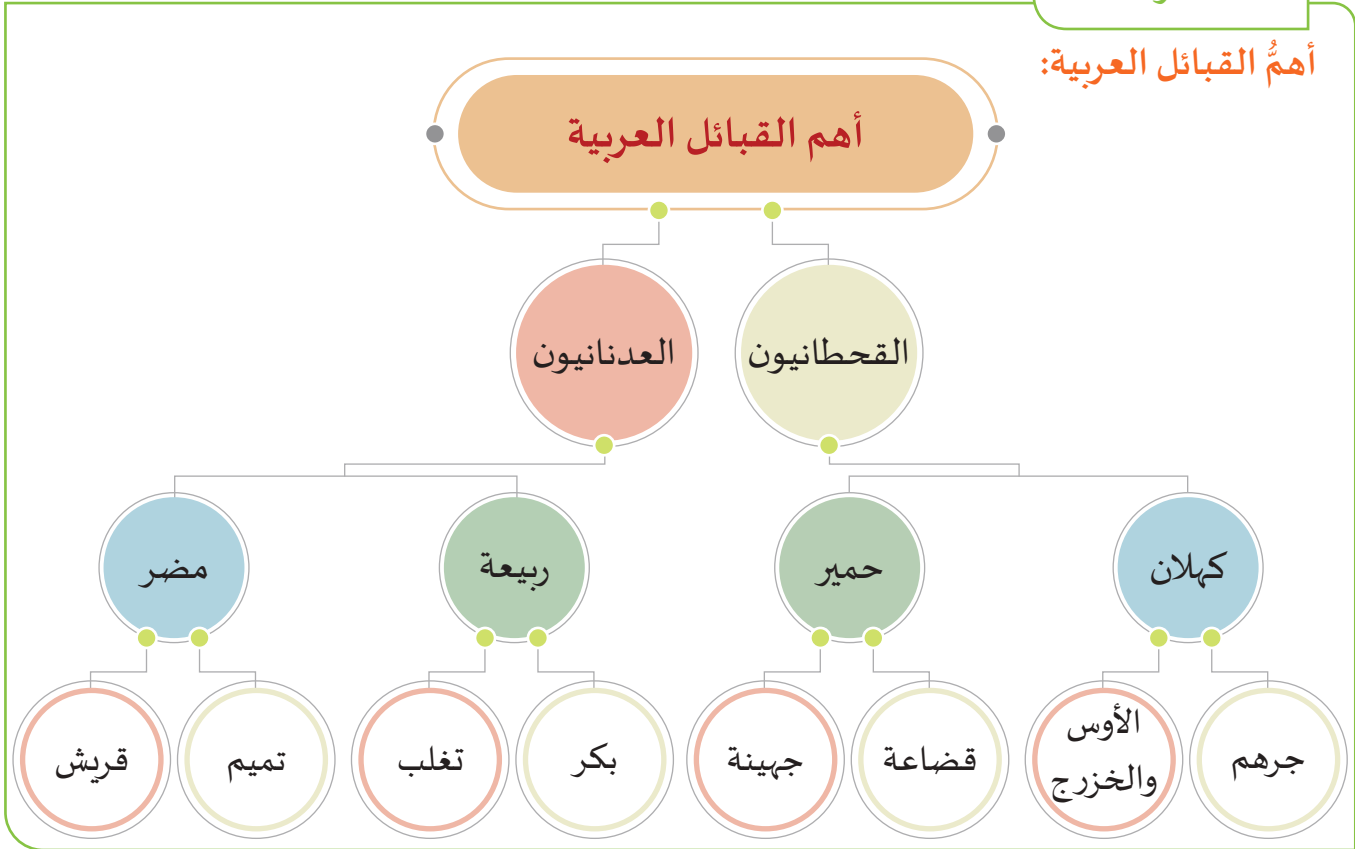 أهمُّ القبائل العربية:
أهم القبائل العربية
القحطانيون
العدنانيون
كهلان
حمير
ربيعة
مضر
جرهم
الأوس
والخزرج
قضاعة
جهينة
بكر
تغلب
تميم
قريش